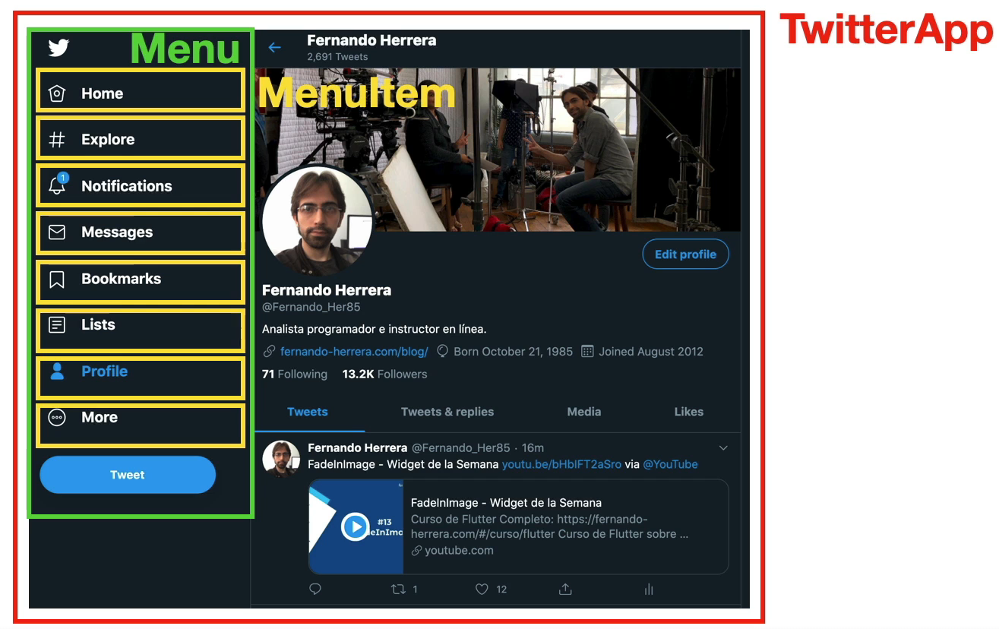 TwitterApp
Menu
Home
Explore
1
Notifications
Messages
Bookmarks
Lists
Profile
More
Tweet
Fernando Herrera
2,691 Tweets
MenuItem
Edit profile
Fernando Herrera
@Fernando_Her85
Analista programador e instructor en línea.
fernando-herrera.com/blog/ Born October 21, 1985 Joined August 2012
71 Following 13.2K Followers
Tweets Tweets & replies Media Likes
Fernando Herrera @Fernando_Her85 · 16m
FadeInImage - Widget de la Semana youtu.be/bHbIFT2aSro via @YouTube
#13
eInIma
FadeInImage - Widget de la Semana
Curso de Flutter Completo: https://fernando-
herrera.com/#/curso/flutter Curso de Flutter sobre ...
youtube.com
1 12